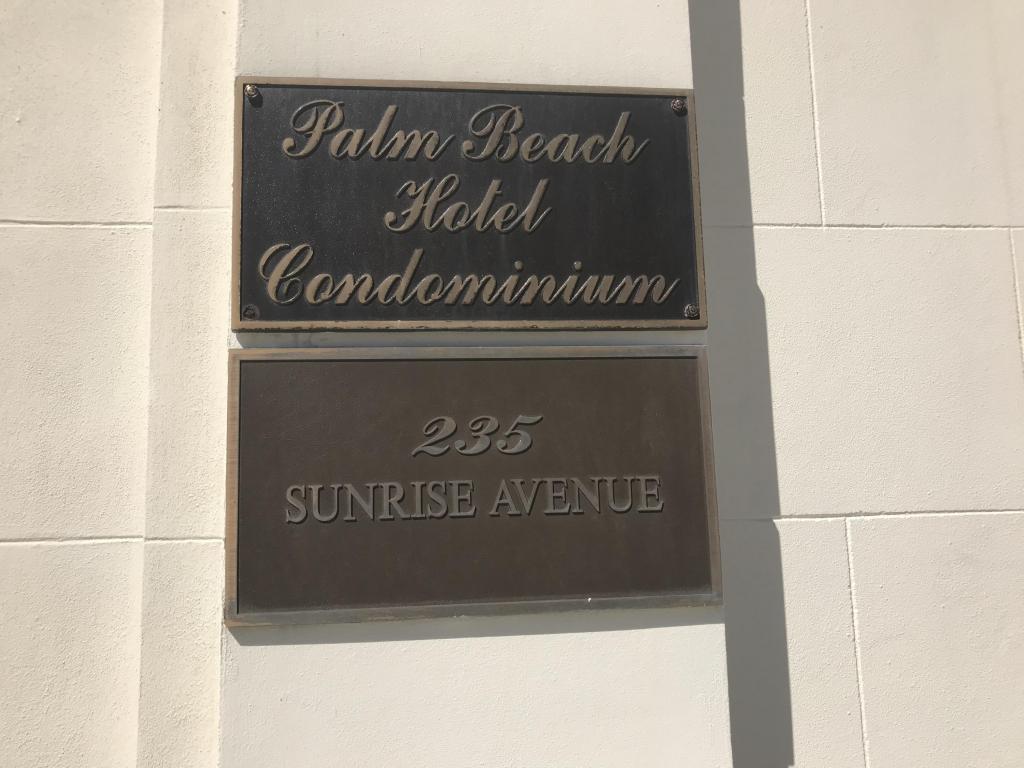 Palm Beach
Hotel
Condominium
235
SUNRISE AVENUE